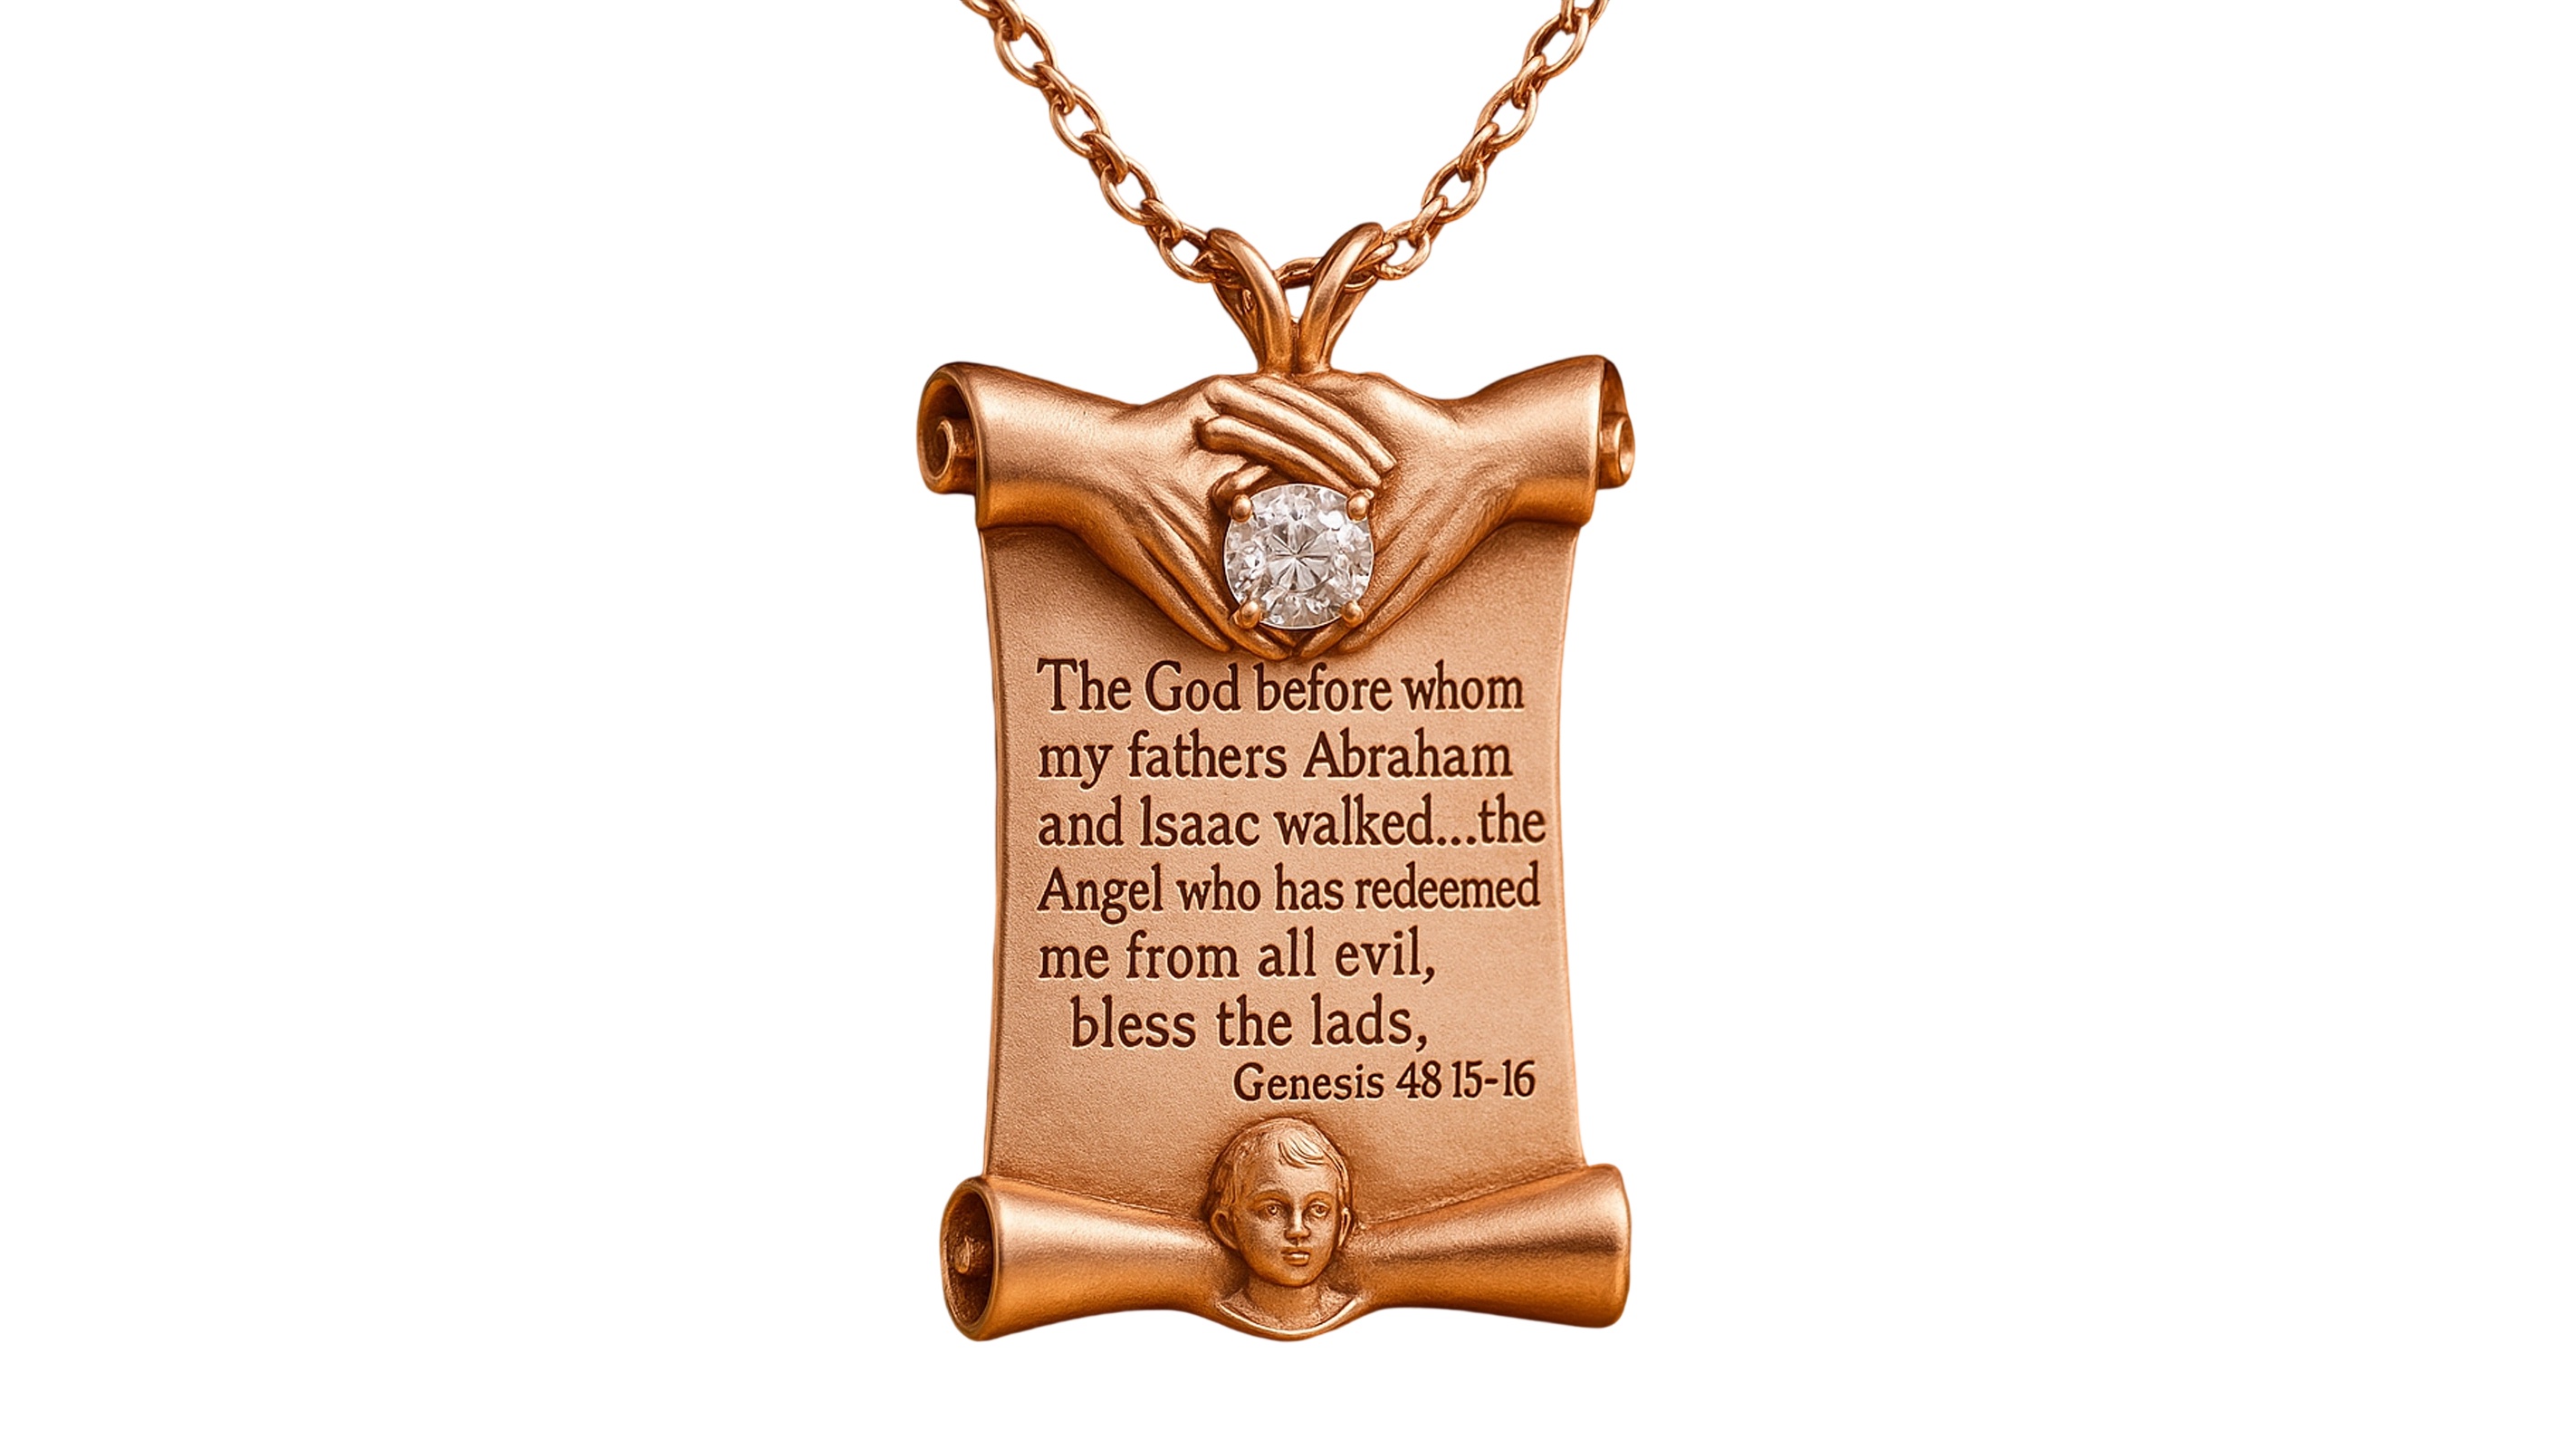 The God before whom
my fathers Abraham
and Isaac walked...the
Angel who has redeemed
me from all evil,
bless the lads,
Genesis 48 15-16